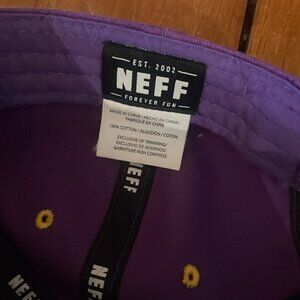 EST. 2002
NEFF
FOREVER FUN
MADE IN CHINA / HECHO EN CHINA /
FABRIQUÉ EN CHINE
100% COTTON / ALGODÓN / COTON
EXCLUSIVE OF TRIMMING /
EXCLUSIVO DE ADORNOS /
GARNITURE NON COMPRISE
NEFF
NEFF
NEFF